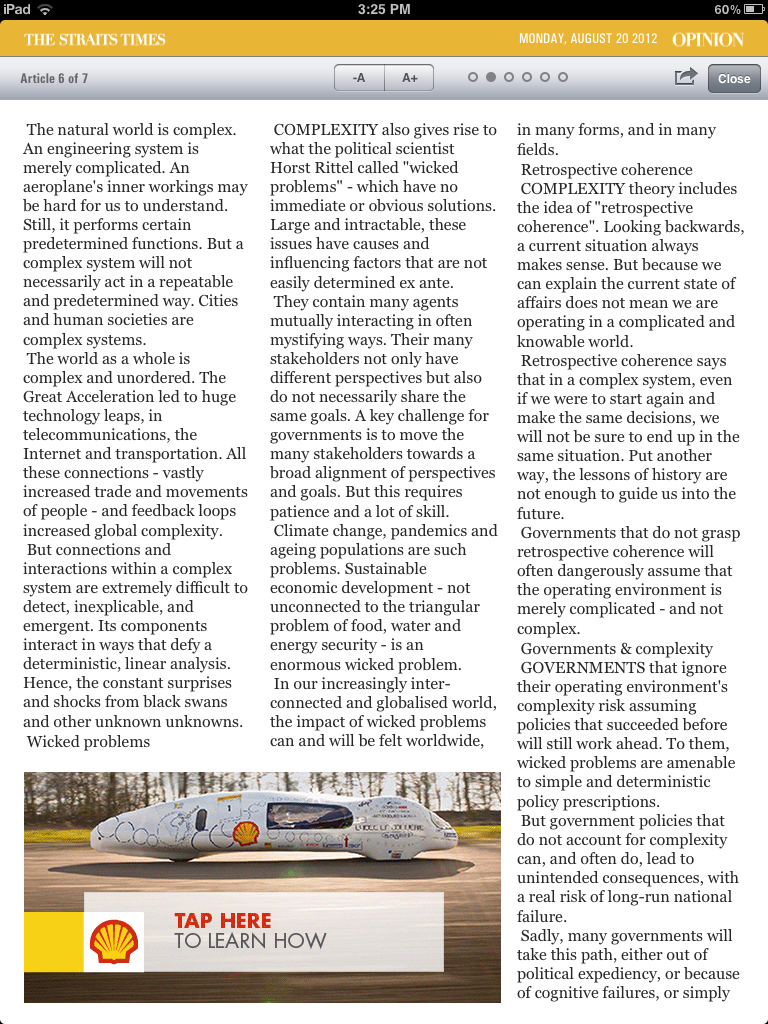 iPad
3:25 PM
60%
THE STRAITS TIMES
MONDAY, AUGUST 20 2012
OPINION
Article 6 of 7
-A
A+
Close
The natural world is complex.
An engineering system is
merely complicated. An
aeroplane's inner workings may
be hard for us to understand.
Still, it performs certain
predetermined functions. But a
complex system will not
necessarily act in a repeatable
and predetermined way. Cities
and human societies are
complex systems.
The world as a whole is
complex and unordered. The
Great Acceleration led to huge
technology leaps, in
telecommunications, the
Internet and transportation. All
these connections - vastly
increased trade and movements
of people - and feedback loops
increased global complexity.
But connections and
interactions within a complex
system are extremely difficult to
detect, inexplicable, and
emergent. Its components
interact in ways that defy a
deterministic, linear analysis.
Hence, the constant surprises
and shocks from black swans
and other unknown unknowns.
Wicked problems
COMPLEXITY also gives rise to
what the political scientist
Horst Rittel called "wicked
problems" - which have no
immediate or obvious solutions.
Large and intractable, these
issues have causes and
influencing factors that are not
easily determined ex ante.
They contain many agents
mutually interacting in often
mystifying ways. Their many
stakeholders not only have
different perspectives but also
do not necessarily share the
same goals. A key challenge for
governments is to move the
many stakeholders towards a
broad alignment of perspectives
and goals. But this requires
patience and a lot of skill.
Climate change, pandemics and
ageing populations are such
problems. Sustainable
economic development - not
unconnected to the triangular
problem of food, water and
energy security - is an
enormous wicked problem.
In our increasingly inter-
connected and globalised world,
the impact of wicked problems
can and will be felt worldwide,
in many forms, and in many
fields.
Retrospective coherence
COMPLEXITY theory includes
the idea of "retrospective
coherence". Looking backwards,
a current situation always
makes sense. But because we
can explain the current state of
affairs does not mean we are
operating in a complicated and
knowable world.
Retrospective coherence says
that in a complex system, even
if we were to start again and
make the same decisions, we
will not be sure to end up in the
same situation. Put another
way, the lessons of history are
not enough to guide us into the
future.
Governments that do not grasp
retrospective coherence will
often dangerously assume that
the operating environment is
merely complicated - and not
complex.
Governments & complexity
GOVERNMENTS that ignore
their operating environment's
complexity risk assuming
policies that succeeded before
will still work ahead. To them,
wicked problems are amenable
to simple and deterministic
policy prescriptions.
But government policies that
do not account for complexity
can, and often do, lead to
unintended consequences, with
a real risk of long-run national
failure.
Sadly, many governments will
take this path, either out of
political expediency, or because
of cognitive failures, or simply
1
TAP HERE
TO LEARN HOW